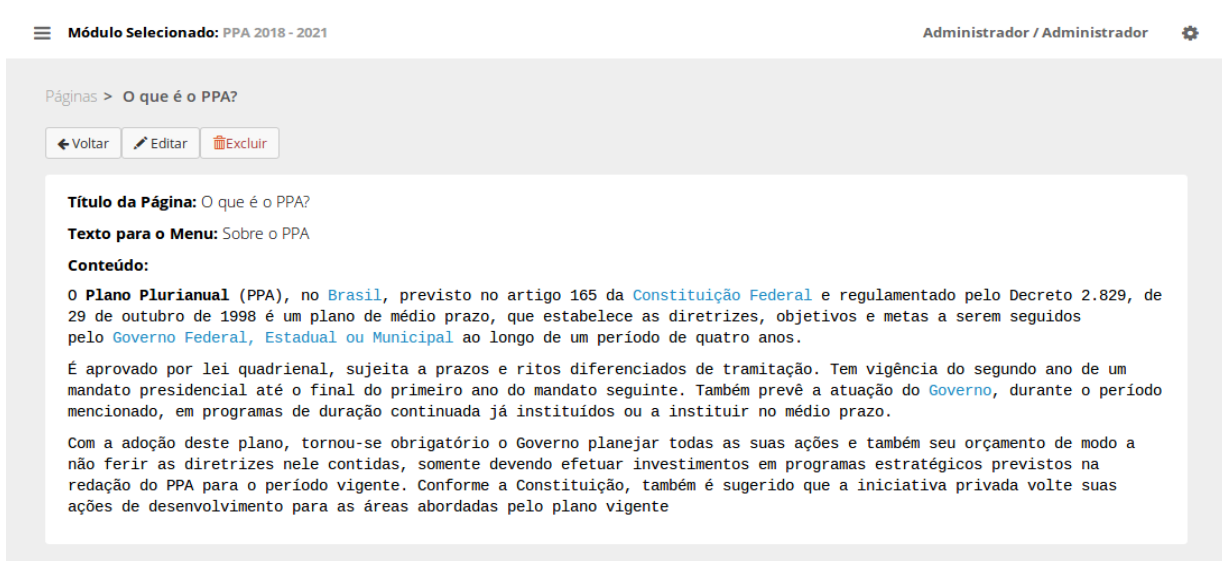 Módulo Selecionado: PPA 2018 - 2021
Administrador / Administrador
Páginas > O que é o PPA?
Voltar
Editar
Excluir
Título da Página: O que é o PPA?
Texto para o Menu: Sobre o PPA
Conteúdo:
O Plano Plurianual (PPA), no Brasil, previsto no artigo 165 da Constituição Federal e regulamentado pelo Decreto 2.829, de
29 de outubro de 1998 é um plano de médio prazo, que estabelece as diretrizes, objetivos e metas a serem seguidos
pelo Governo Federal, Estadual ou Municipal ao longo de um período de quatro anos.
É aprovado por lei quadrienal, sujeita a prazos e ritos diferenciados de tramitação. Tem vigência do segundo ano de um
mandato presidencial até o final do primeiro ano do mandato seguinte. Também prevê a atuação do Governo, durante o período
mencionado, em programas de duração continuada já instituídos ou a instituir no médio prazo.
Com a adoção deste plano, tornou-se obrigatório o Governo planejar todas as suas ações e também seu orçamento de modo a
não ferir as diretrizes nele contidas, somente devendo efetuar investimentos em programas estratégicos previstos na
redação do PPA para o período vigente. Conforme a Constituição, também é sugerido que a iniciativa privada volte suas
ações de desenvolvimento para as áreas abordadas pelo plano vigente